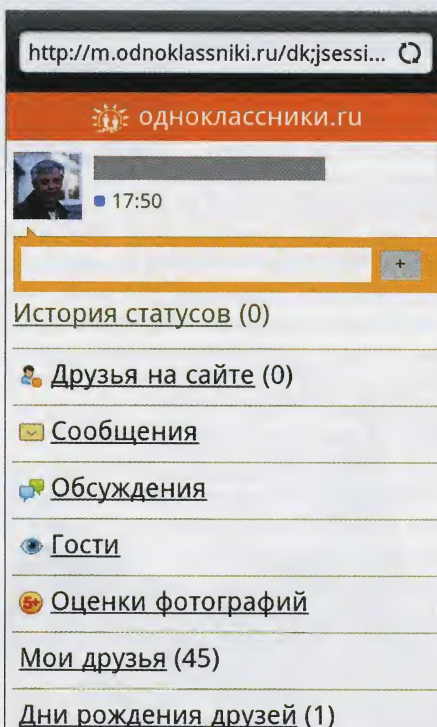 http://m.odnoklassniki.ru/dk;jsessi...
одноклассники.ru
17:50
+
История статусов (0)
Друзья на сайте (0)
Сообщения
Обсуждения
Гости
5+ Оценки фотографий
Мои друзья (45)
Дни рождения друзей (1)